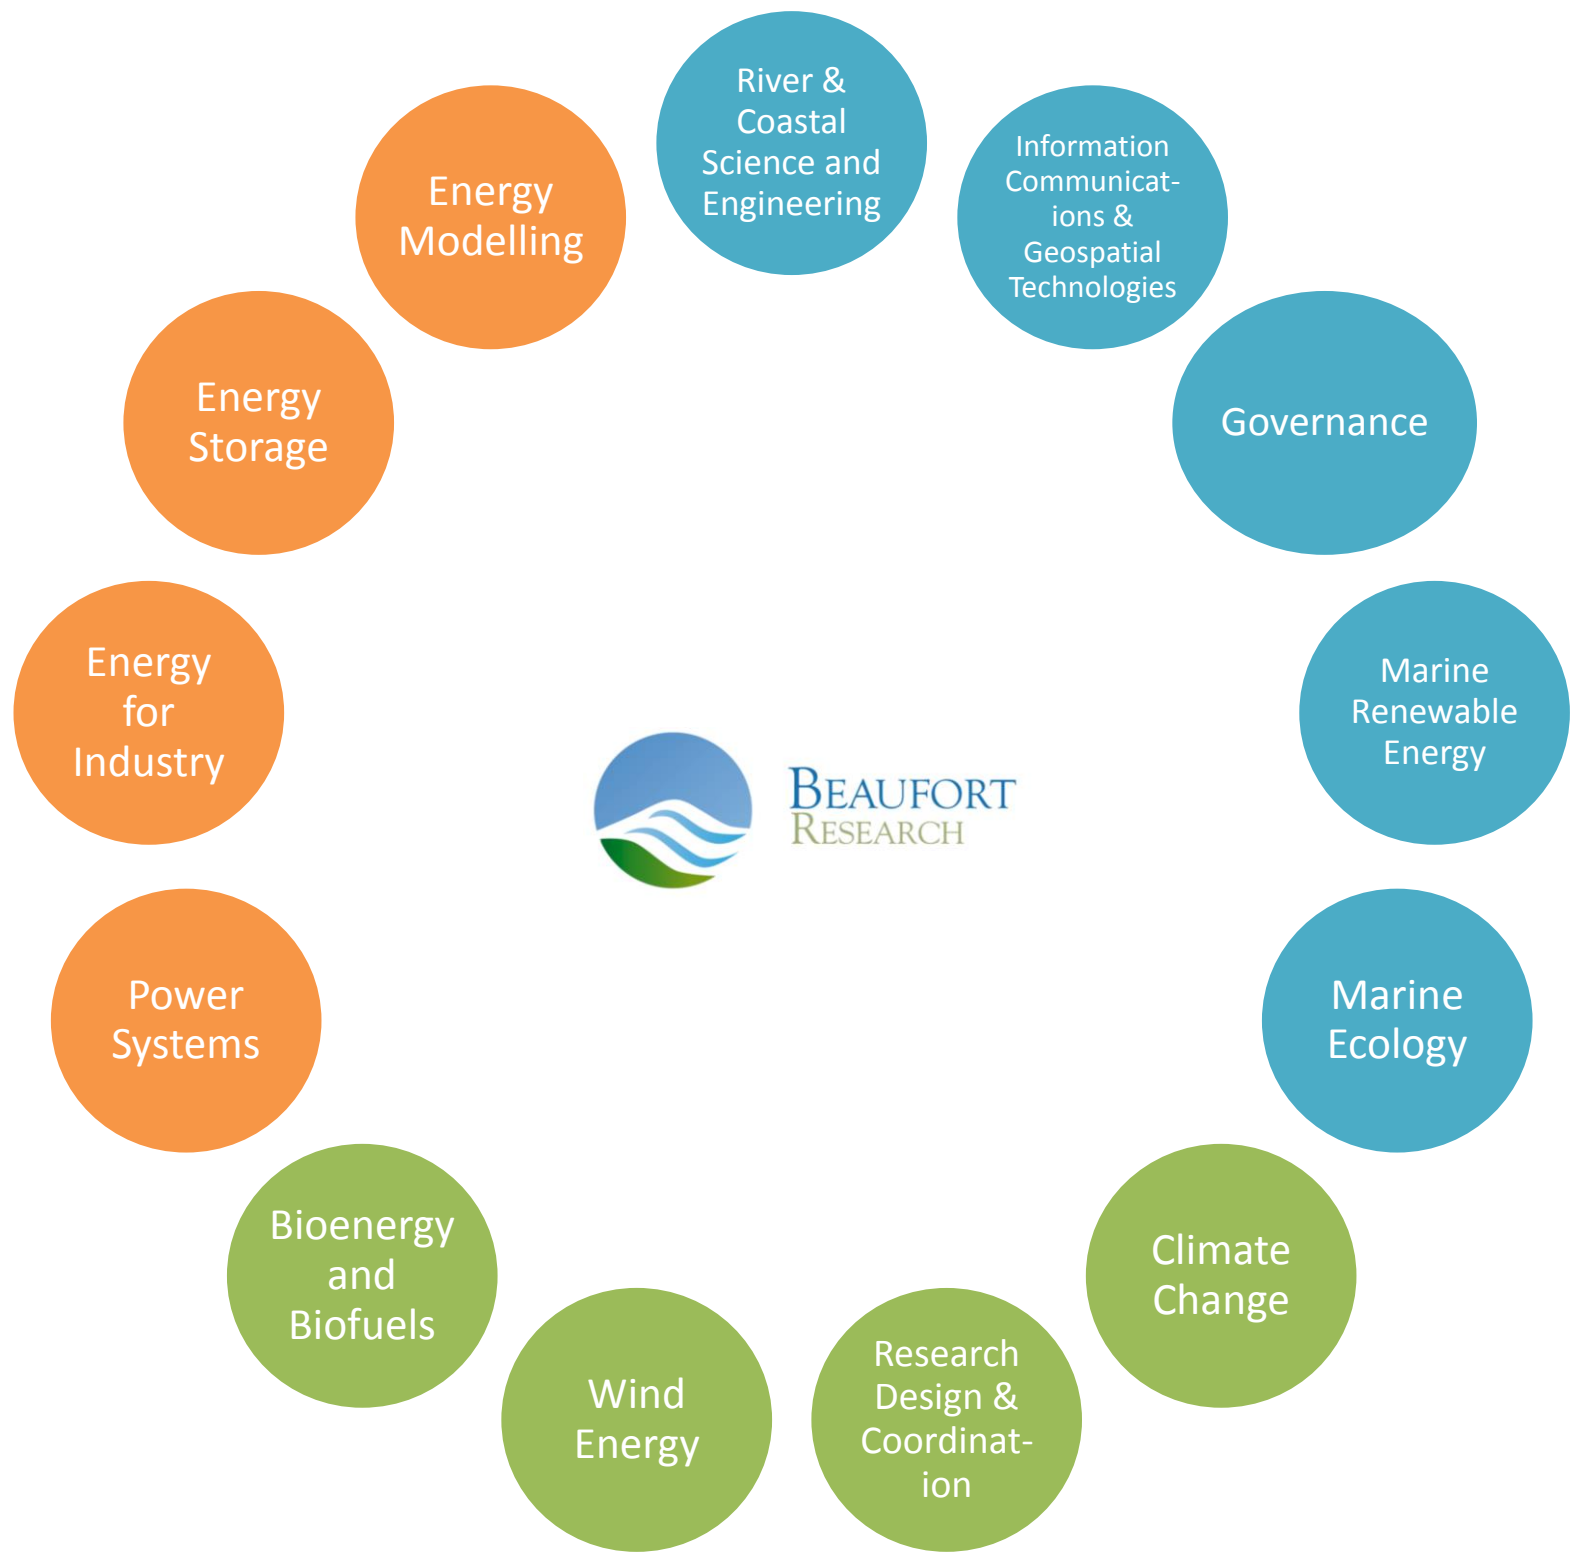 River &
Coastal
Science and
Engineering
Information
Communicat-
ions &
Geospatial
Technologies
Governance
Marine
Renewable
Energy
Marine
Ecology
Climate
Change
Research
Design &
Coordinat-
ion
Wind
Energy
Bioenergy
and
Biofuels
Power
Systems
Energy
for
Industry
Energy
Storage
Energy
Modelling
BEAUFORT
RESEARCH